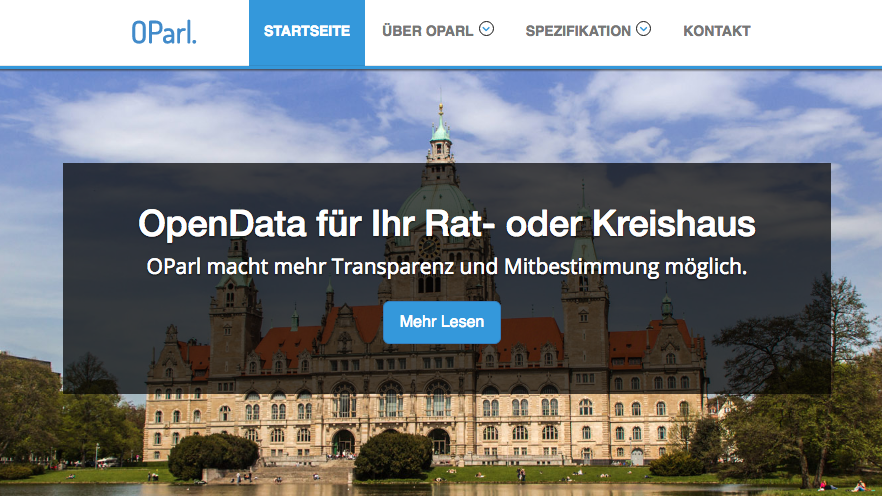 OParl.
STARTSEITE
ÜBER OPARL
SPEZIFIKATION
KONTAKT
OpenData für Ihr Rat- oder Kreishaus
OParl macht mehr Transparenz und Mitbestimmung möglich.
Mehr Lesen